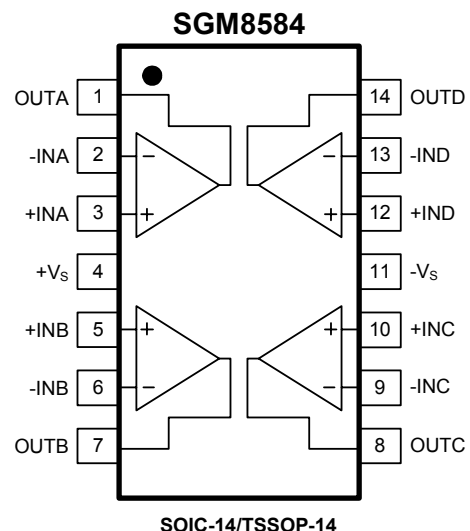 SGM8584
OUTA 1 14 OUTD
-INA 2 − − 13 -IND
+INA 3 + + 12 +IND
+VS 4 11 -VS
+INB 5 + + 10 +INC
-INB 6 − − 9 -INC
OUTB 7 8 OUTC
SOIC-14/TSSOP-14